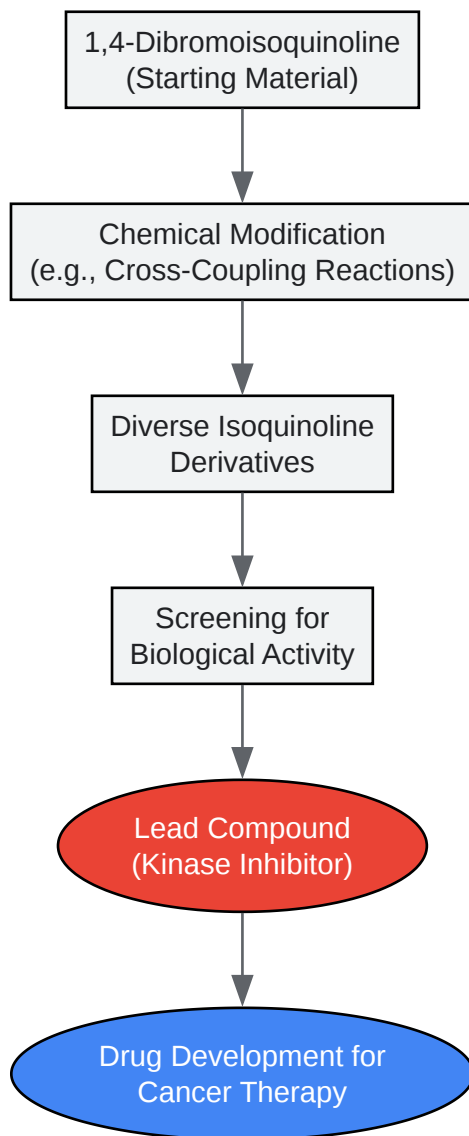 1,4-Dibromoisoquinoline
(Starting Material)
Chemical Modification
(e.g., Cross-Coupling Reactions)
Diverse Isoquinoline
Derivatives
Screening for
Biological Activity
Lead Compound
(Kinase Inhibitor)
Drug Development for
Cancer Therapy